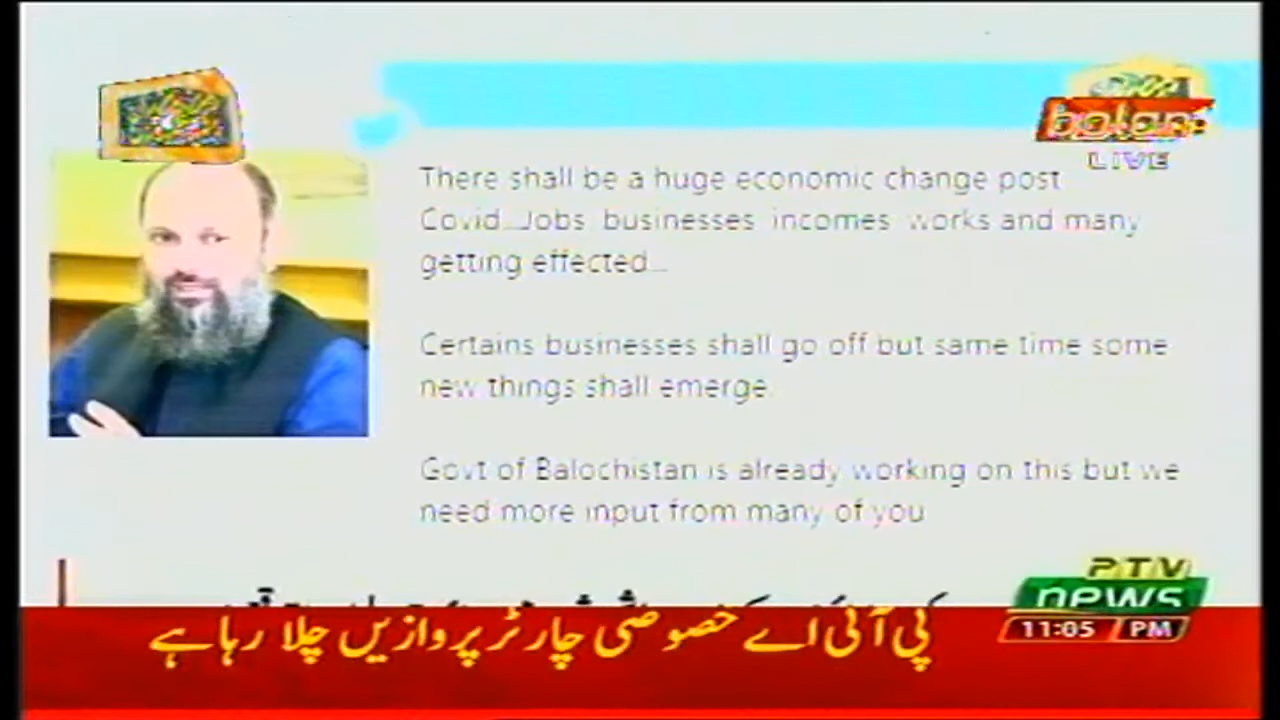 bolan
LIVE
There shall be a huge economic change post
Covid...Jobs businesses incomes works and many
getting effected...
Certains businesses shall go off but same time some
new things shall emerge.
Govt of Balochistan is already working on this but we
need more input from many of you
PTV
news
11:05 PM
پی آئی اے خصوصی چارٹر پروازیں چلا رہا ہے